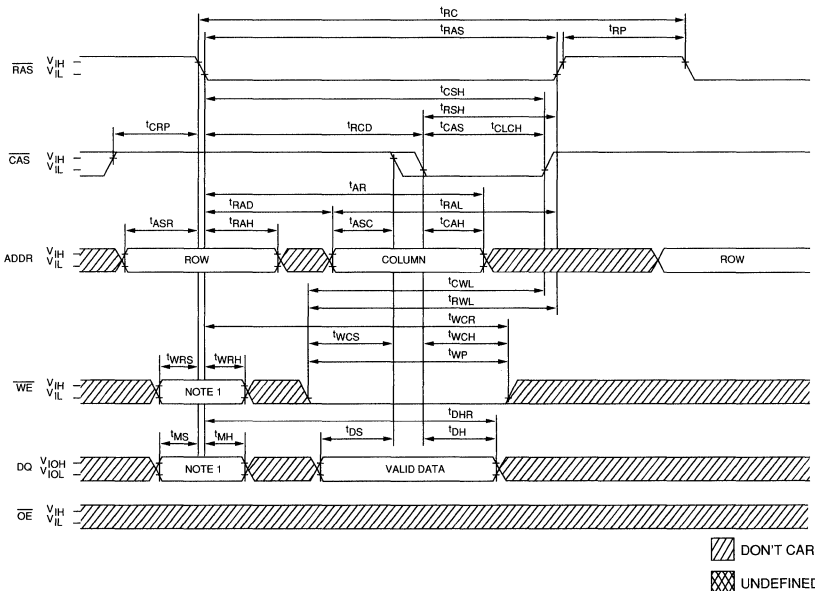 tRC
tRAS
tRP
RAS VIH
VIL
tCSH
tRSH
tCRP
tRCD
tCAS
tCLCH
CAS VIH
VIL
tAR
tRAD
tRAL
tASR
tRAH
tASC
tCAH
ADDR VIH
VIL
ROW
COLUMN
ROW
tCWL
tRWL
tWCR
tWCS
tWCH
tWRS
tWRH
tWP
WE VIH
VIL
NOTE 1
tDHR
tMS
tMH
tDS
tDH
DQ VIOH
VIOL
NOTE 1
VALID DATA
OE VIH
VIL
DON'T CAR
UNDEFINED